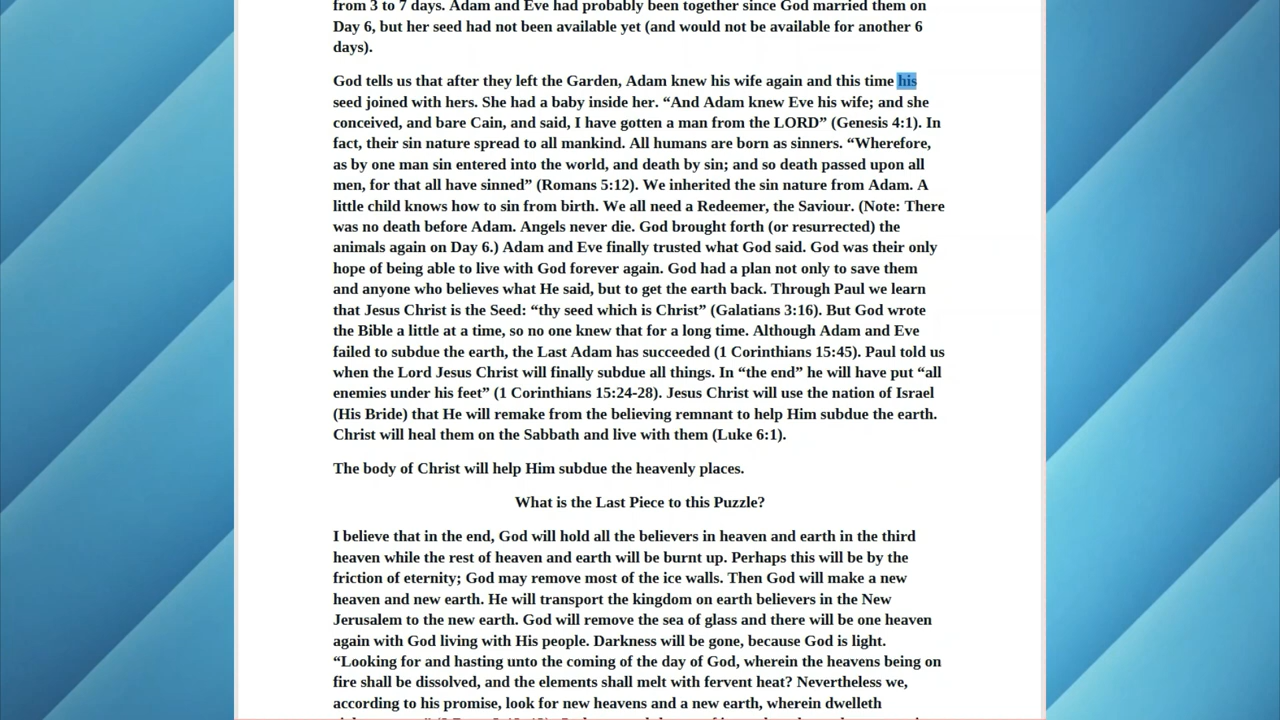 from 3 to 7 days. Adam and Eve had probably been together since God married them on
Day 6, but her seed had not been available yet (and would not be available for another 6
days).
God tells us that after they left the Garden, Adam knew his wife again and this time his
seed joined with hers. She had a baby inside her. “And Adam knew Eve his wife; and she
conceived, and bare Cain, and said, I have gotten a man from the LORD” (Genesis 4:1). In
fact, their sin nature spread to all mankind. All humans are born as sinners. “Wherefore,
as by one man sin entered into the world, and death by sin; and so death passed upon all
men, for that all have sinned” (Romans 5:12). We inherited the sin nature from Adam. A
little child knows how to sin from birth. We all need a Redeemer, the Saviour. (Note: There
was no death before Adam. Angels never die. God brought forth (or resurrected) the
animals again on Day 6.) Adam and Eve finally trusted what God said. God was their only
hope of being able to live with God forever again. God had a plan not only to save them
and anyone who believes what He said, but to get the earth back. Through Paul we learn
that Jesus Christ is the Seed: “thy seed which is Christ” (Galatians 3:16). But God wrote
the Bible a little at a time, so no one knew that for a long time. Although Adam and Eve
failed to subdue the earth, the Last Adam has succeeded (1 Corinthians 15:45). Paul told us
when the Lord Jesus Christ will finally subdue all things. In “the end” he will have put “all
enemies under his feet” (1 Corinthians 15:24-28). Jesus Christ will use the nation of Israel
(His Bride) that He will remake from the believing remnant to help Him subdue the earth.
Christ will heal them on the Sabbath and live with them (Luke 6:1).
The body of Christ will help Him subdue the heavenly places.
What is the Last Piece to this Puzzle?
I believe that in the end, God will hold all the believers in heaven and earth in the third
heaven while the rest of heaven and earth will be burnt up. Perhaps this will be by the
friction of eternity; God may remove most of the ice walls. Then God will make a new
heaven and new earth. He will transport the kingdom on earth believers in the New
Jerusalem to the new earth. God will remove the sea of glass and there will be one heaven
again with God living with His people. Darkness will be gone, because God is light.
“Looking for and hasting unto the coming of the day of God, wherein the heavens being on
fire shall be dissolved, and the elements shall melt with fervent heat? Nevertheless we,
according to his promise, look for new heavens and a new earth, wherein dwelleth